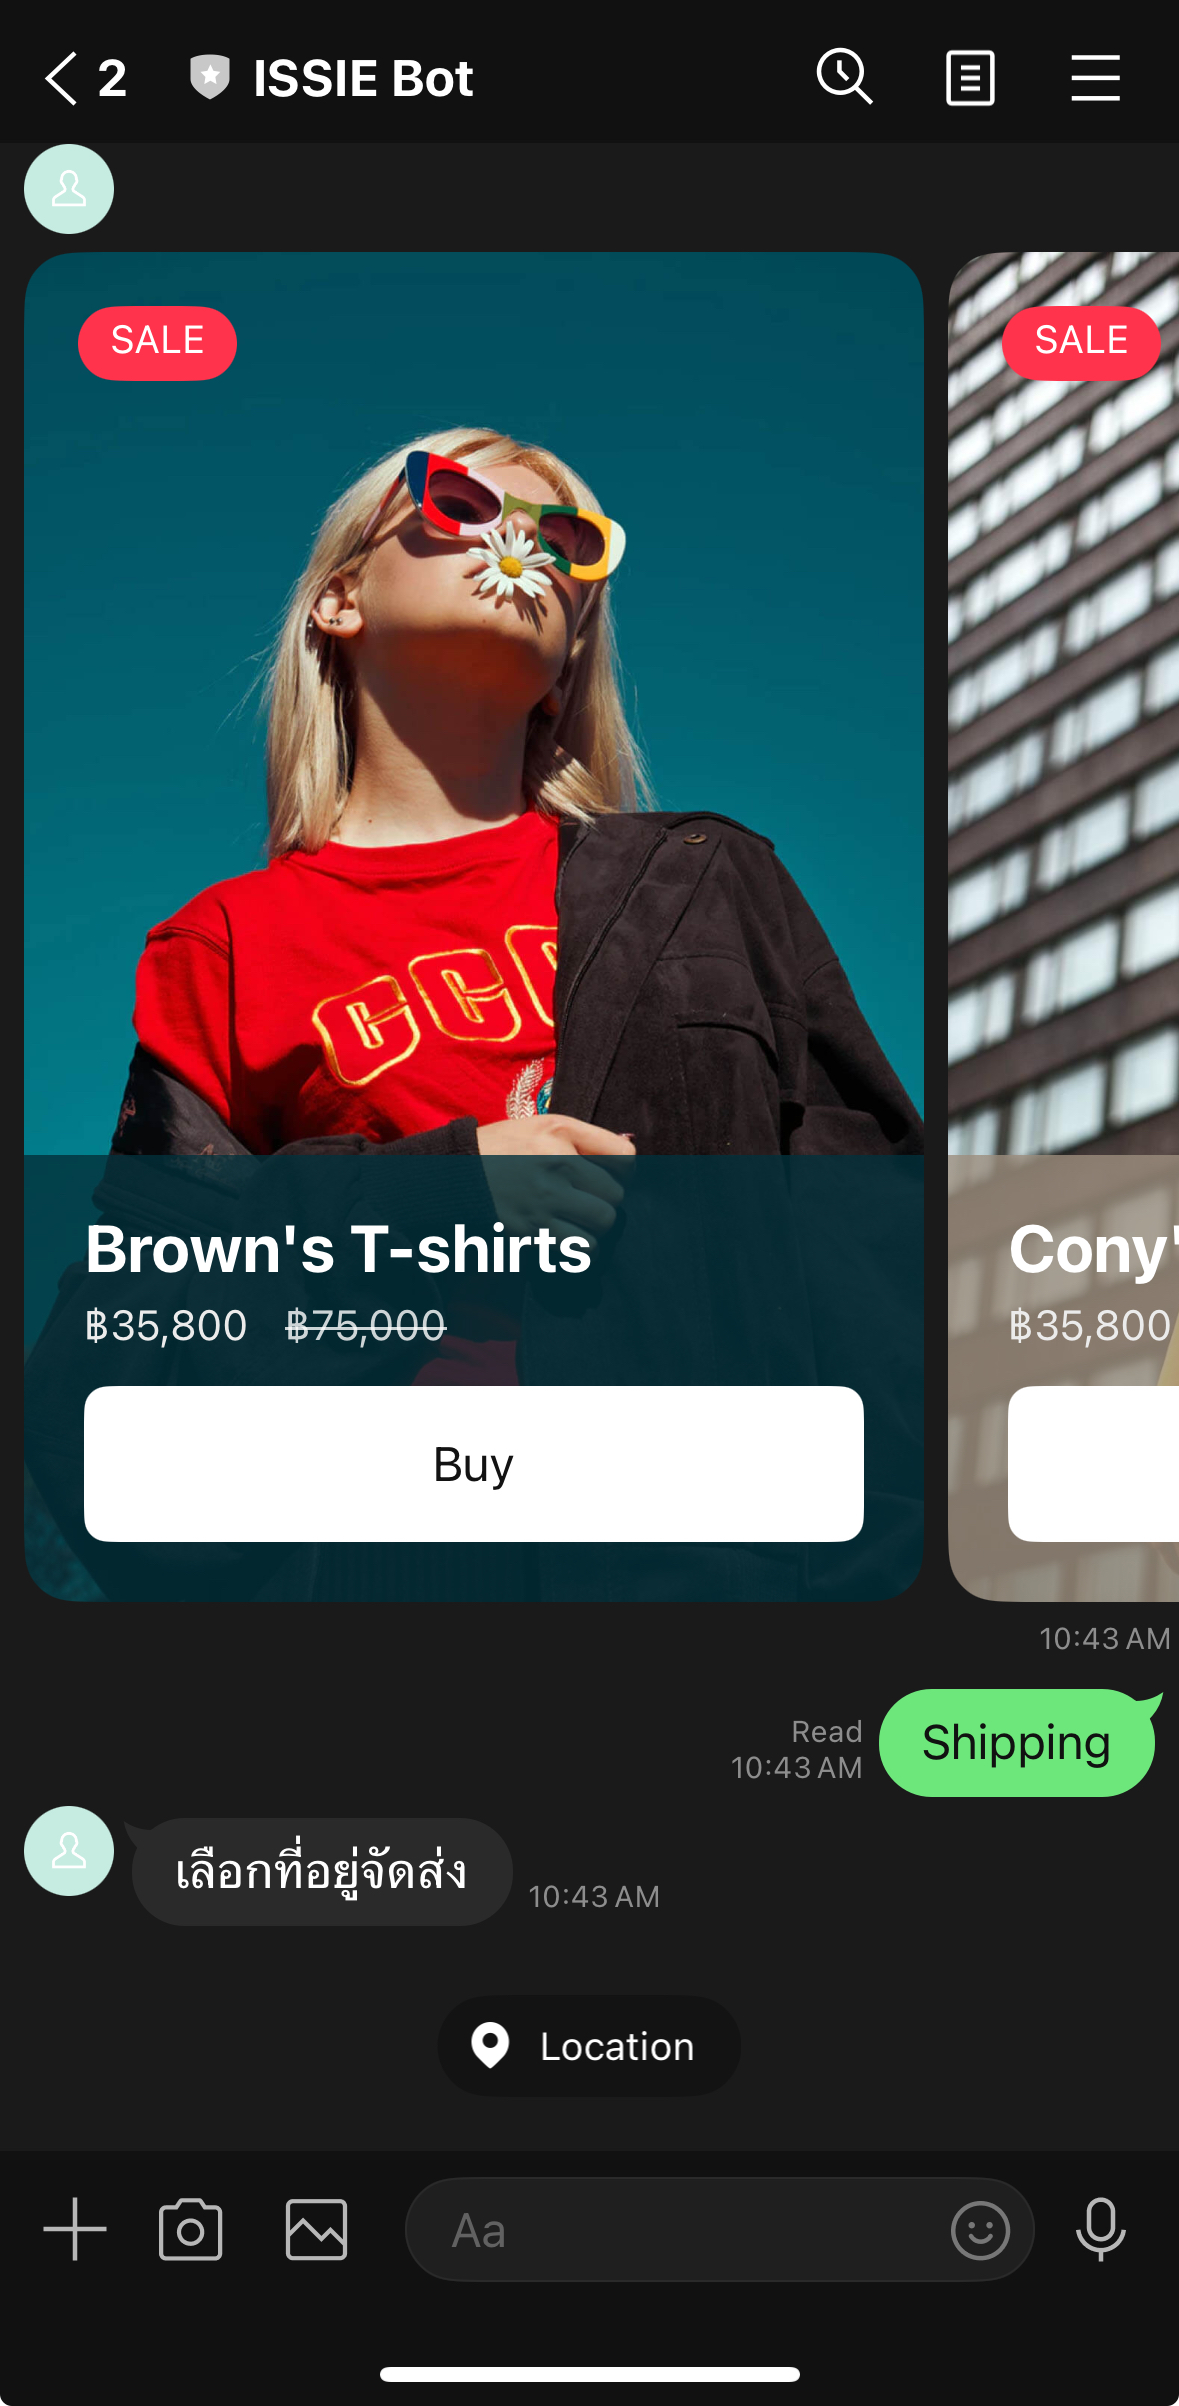 2 ISSIE Bot
SALE
SALE
CCC
Brown's T-shirts
฿35,800 ฿75,000
Buy
Cony'
฿35,800
10:43 AM
Read
10:43 AM
Shipping
เลือกที่อยู่จัดส่ง
10:43 AM
Location
Aa